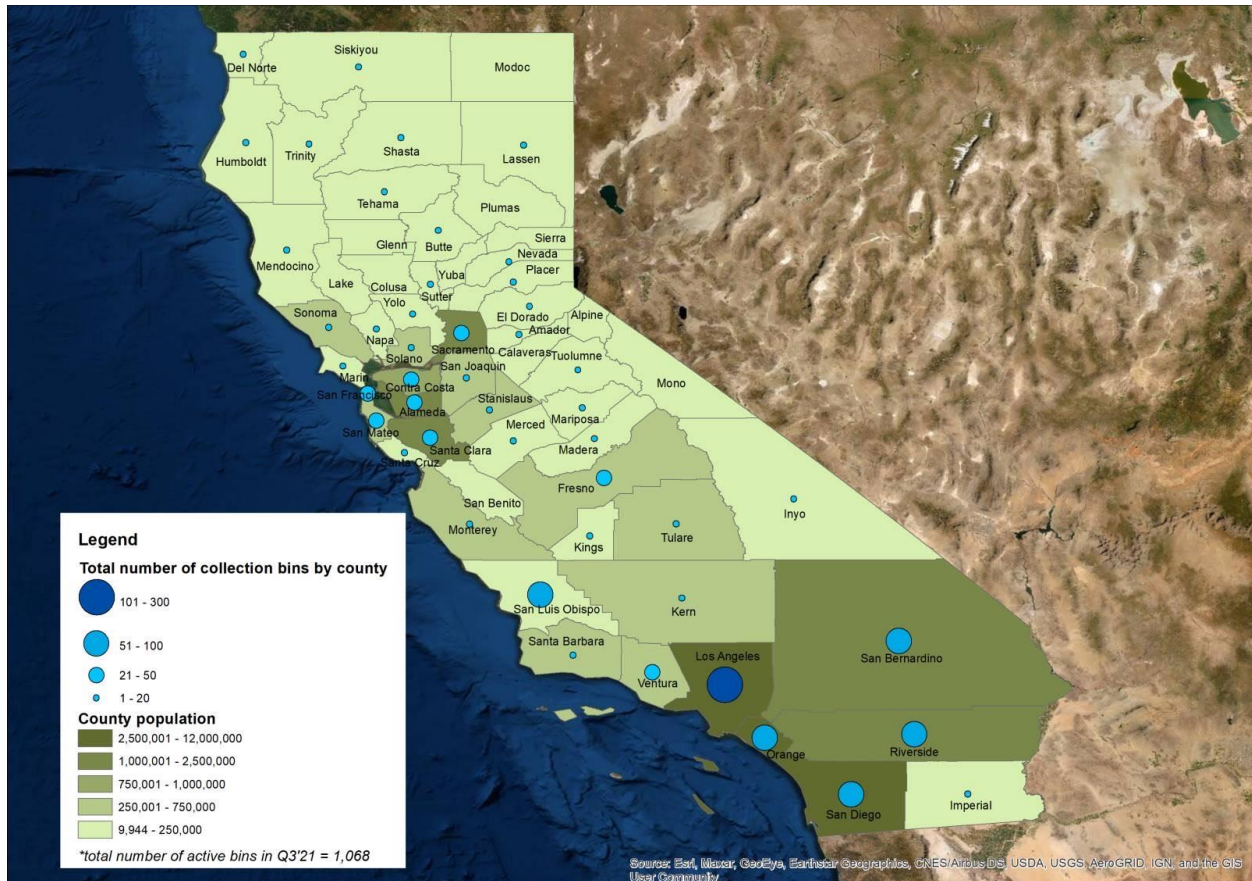 Siskiyou
Del Norte
Modoc
Humboldt
Trinity
Shasta
Lassen
Tehama
Plumas
Glenn
Butte
Sierra
Mendocino
Nevada
Lake
Colusa
Yuba
Placer
Sutter
Yolo
Sonoma
El Dorado
Alpine
Napa
Amador
Sacramento
Solano
Calaveras
Tuolumne
San Joaquin
Marin
Mono
Contra Costa
San Francisco
Stanislaus
Alameda
Mariposa
Merced
San Mateo
Santa Clara
Madera
Santa Cruz
Fresno
San Benito
Inyo
Monterey
Tulare
Kings
San Luis Obispo
Kern
Santa Barbara
Los Angeles
San Bernardino
Ventura
Orange
Riverside
San Diego
Imperial
Legend
Total number of collection bins by county
101 - 300
51 - 100
21 - 50
1 - 20
County population
2,500,001 - 12,000,000
1,000,001 - 2,500,000
750,001 - 1,000,000
250,001 - 750,000
9,944 - 250,000
*total number of active bins in Q3'21 = 1,068
Source: Esri, Maxar, GeoEye, Earthstar Geographics, CNES/Airbus DS, USDA, USGS, AeroGRID, IGN, and the GIS
User Community